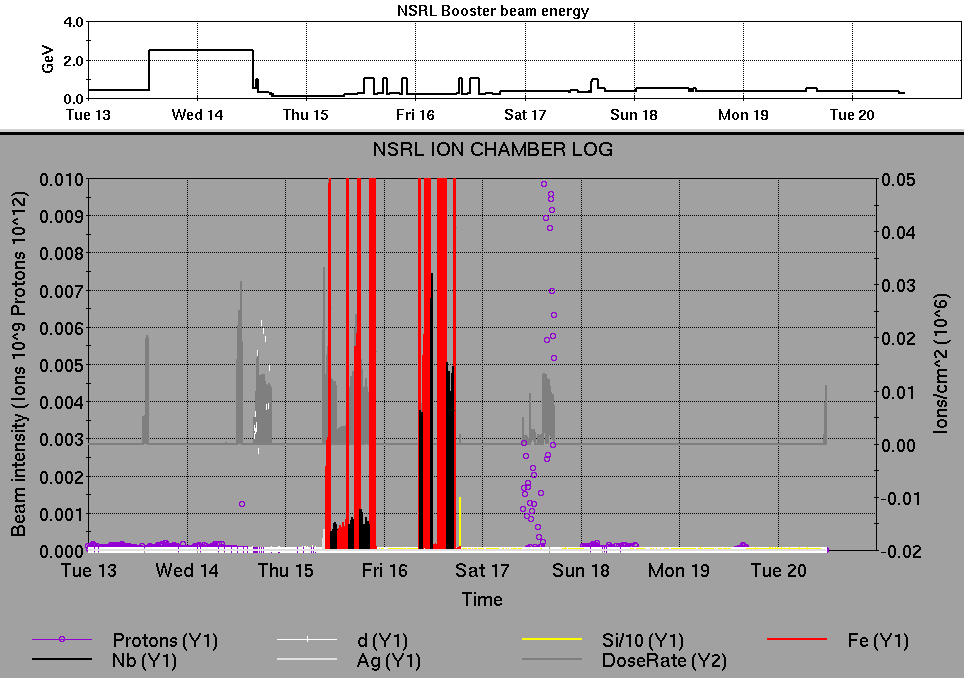 NSRL Booster beam energy
4.0
2.0
0.0
GeV
Tue 13 Wed 14 Thu 15 Fri 16 Sat 17 Sun 18 Mon 19 Tue 20
NSRL ION CHAMBER LOG
0.010 0.05
0.009
0.008 0.04
0.007 0.03
0.006
0.005 0.02
0.004 0.01
0.003 0.00
0.002
0.001 -0.01
0.000 -0.02
Beam intensity (Ions 10^9 Protons 10^12)
Ions/cm^2 (10^6)
Tue 13 Wed 14 Thu 15 Fri 16 Sat 17 Sun 18 Mon 19 Tue 20
Time
Protons (Y1) d (Y1) Si/10 (Y1) Fe (Y1)
Nb (Y1) Ag (Y1) DoseRate (Y2)